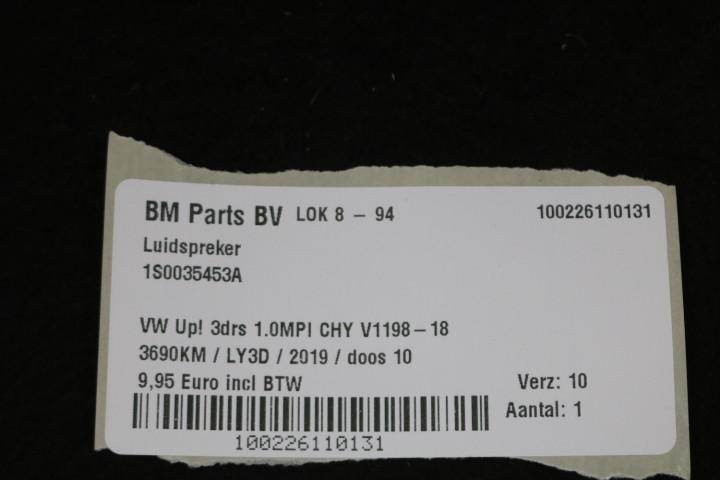 BM Parts BV LOK 8 - 94 100226110131
Luidspreker
1S0035453A
VW Up! 3drs 1.0MPI CHY V1198-18
3690KM / LY3D / 2019 / doos 10
9,95 Euro incl BTW Verz: 10
Aantal: 1
100226110131